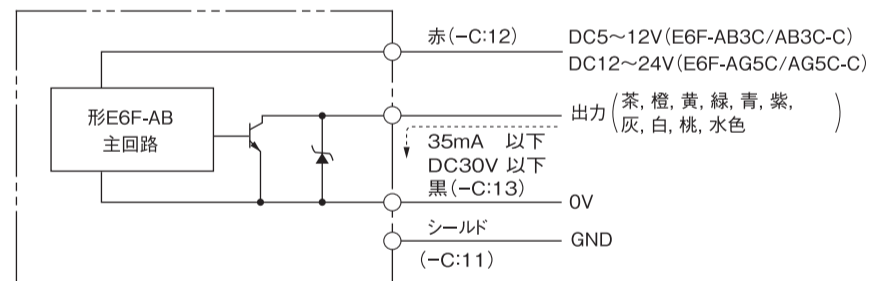 赤(−C:12)
DC5〜12V(E6F-AB3C/AB3C-C)
DC12〜24V(E6F-AG5C/AG5C-C)
形E6F-AB
主回路
出力(茶, 橙, 黄, 緑, 青, 紫,
灰, 白, 桃, 水色)
35mA 以下
DC30V 以下
黒(−C:13)
0V
シールド
GND
(−C:11)